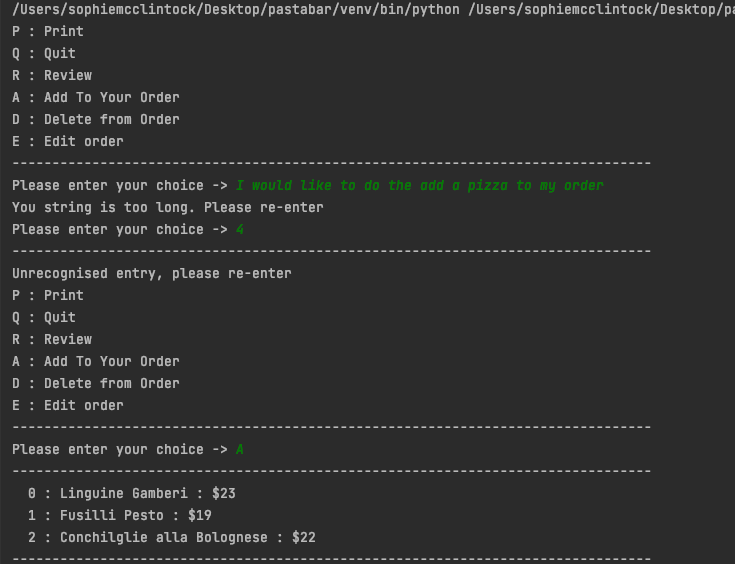 /Users/sophiemcclintock/Desktop/pastabar/venv/bin/python /Users/sophiemcclintock/Desktop/pa
P : Print
Q : Quit
R : Review
A : Add To Your Order
D : Delete from Order
E : Edit order
--------------------------------------------------------------------------------
Please enter your choice -> I would like to do the add a pizza to my order
You string is too long. Please re-enter
Please enter your choice -> 4
--------------------------------------------------------------------------------
Unrecognised entry, please re-enter
P : Print
Q : Quit
R : Review
A : Add To Your Order
D : Delete from Order
E : Edit order
--------------------------------------------------------------------------------
Please enter your choice -> A
--------------------------------------------------------------------------------
0 : Linguine Gamberi : $23
1 : Fusilli Pesto : $19
2 : Conchilglie alla Bolognese : $22
--------------------------------------------------------------------------------